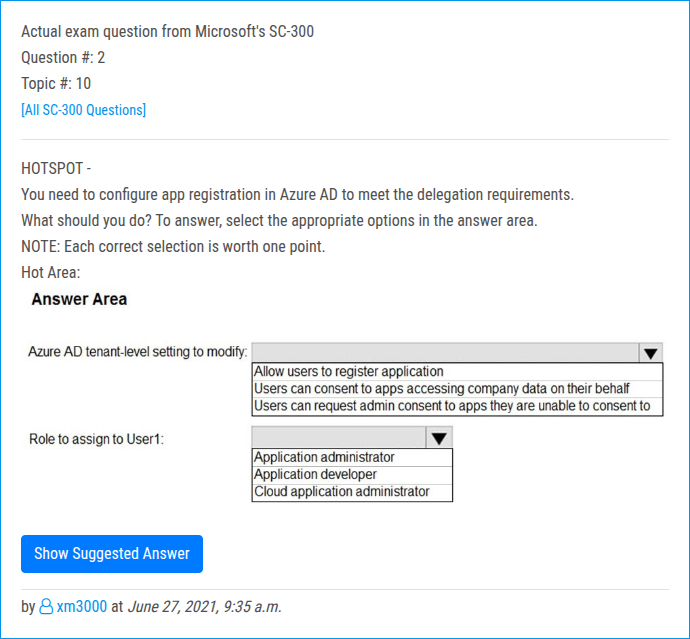 Actual exam question from Microsoft's SC-300
Question #: 2
Topic #: 10
[All SC-300 Questions]
HOTSPOT -
You need to configure app registration in Azure AD to meet the delegation requirements.
What should you do? To answer, select the appropriate options in the answer area.
NOTE: Each correct selection is worth one point.
Hot Area:
Answer Area
Azure AD tenant-level setting to modify:
Allow users to register application
Users can consent to apps accessing company data on their behalf
Users can request admin consent to apps they are unable to consent to
Role to assign to User1:
Application administrator
Application developer
Cloud application administrator
Show Suggested Answer
by xm3000 at June 27, 2021, 9:35 a.m.